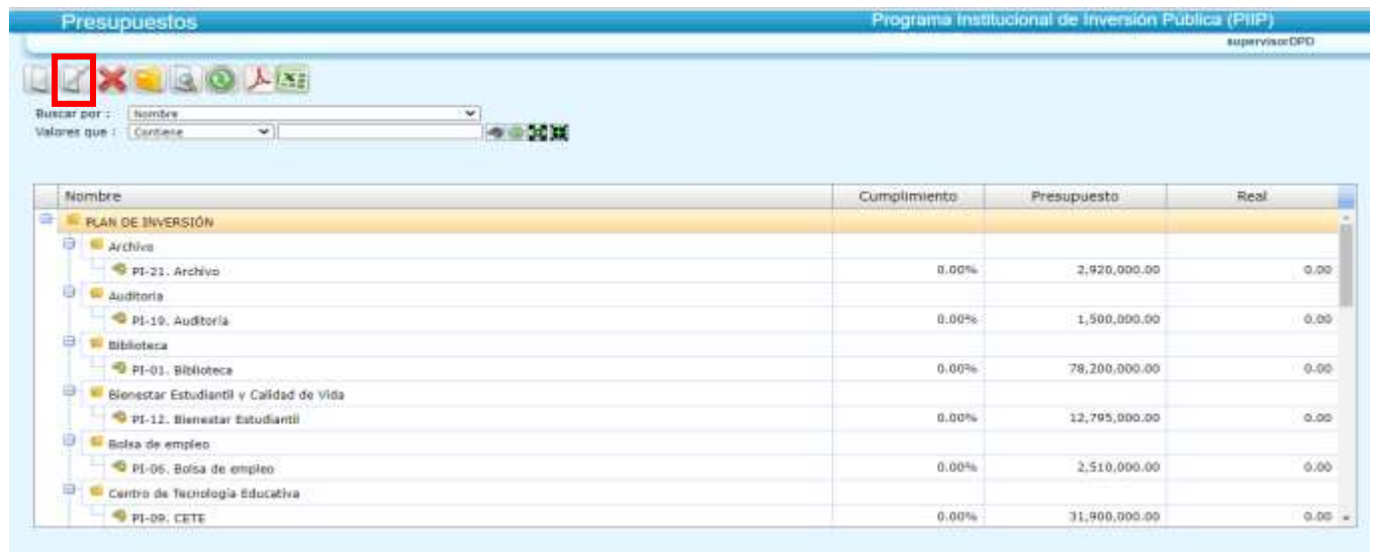 Presupuestos Programa Institucional de Inversión Pública (PIIP)
supervisorDPD
Buscar por : Nombre
Valores que : Contiene
Nombre Cumplimiento Presupuesto Real
PLAN DE INVERSIÓN
Archivo
PI-21. Archivo 0.00% 2,920,000.00 0.00
Auditoria
PI-19. Auditoría 0.00% 1,500,000.00 0.00
Biblioteca
PI-01. Biblioteca 0.00% 78,200,000.00 0.00
Bienestar Estudiantil y Calidad de Vida
PI-12. Bienestar Estudiantil 0.00% 12,795,000.00 0.00
Bolsa de empleo
PI-06. Bolsa de empleo 0.00% 2,510,000.00 0.00
Centro de Tecnología Educativa
PI-09. CETE 0.00% 31,900,000.00 0.00